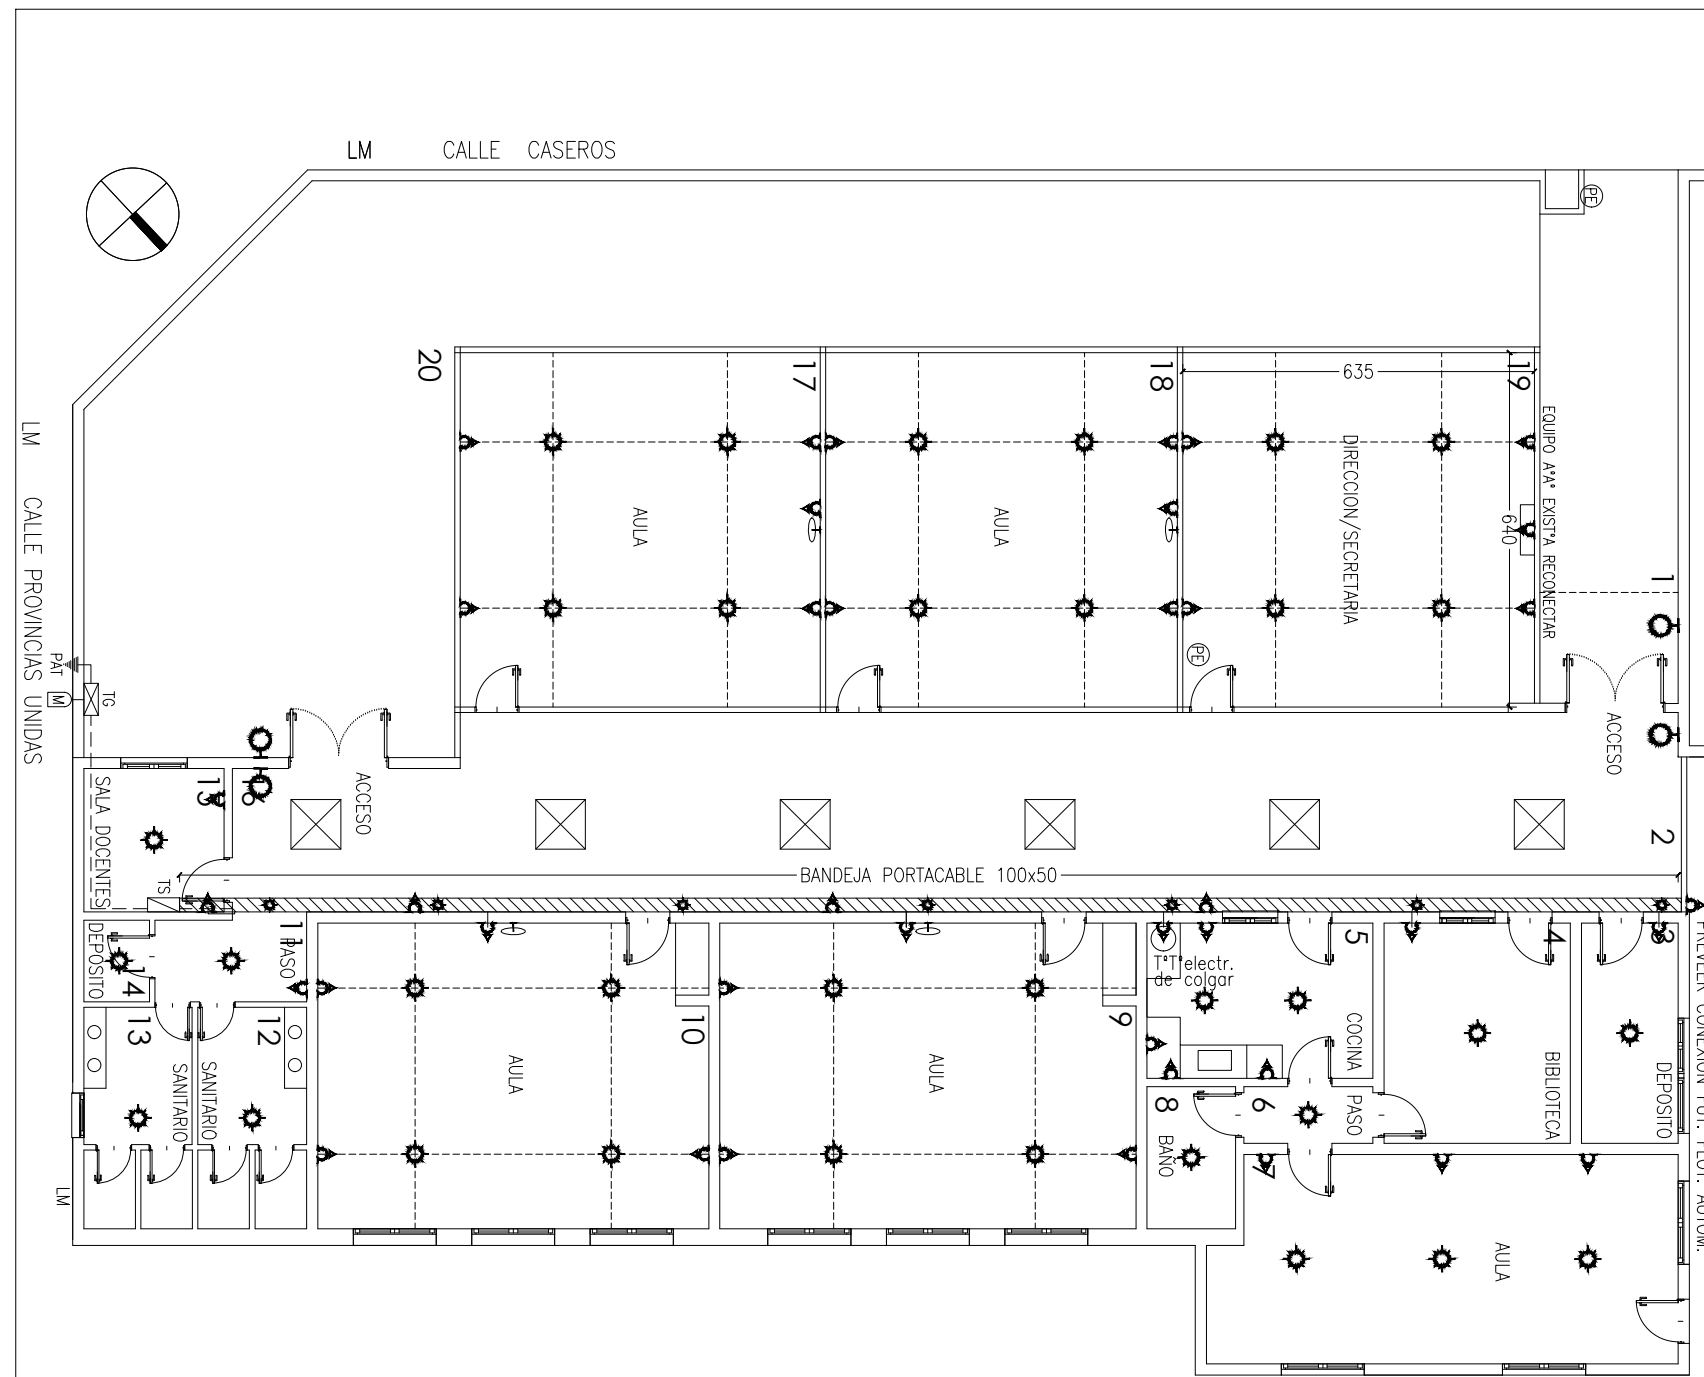 LM CALLE CASEROS
PE
20
17
18
19
635
640
AULA
AULA
DIRECCION/SECRETARIA
EQUIPO A°A° EXIST°A RECONECTAR
1
PE
LM CALLE PROVINCIAS UNIDAS
PAT
M
TG
ACCESO
ACCESO
15
16
2
SALA DOCENTES
TS
BANDEJA PORTACABLE 100x50
DEPOSITO
14
11
PASO
13
12
SANITARIO
SANITARIO
AULA
10
AULA
9
T°T°electr.
de colgar
5
COCINA
4
BIBLIOTECA
3
DEPOSITO
8
BAÑO
6
PASO
7
AULA
LM